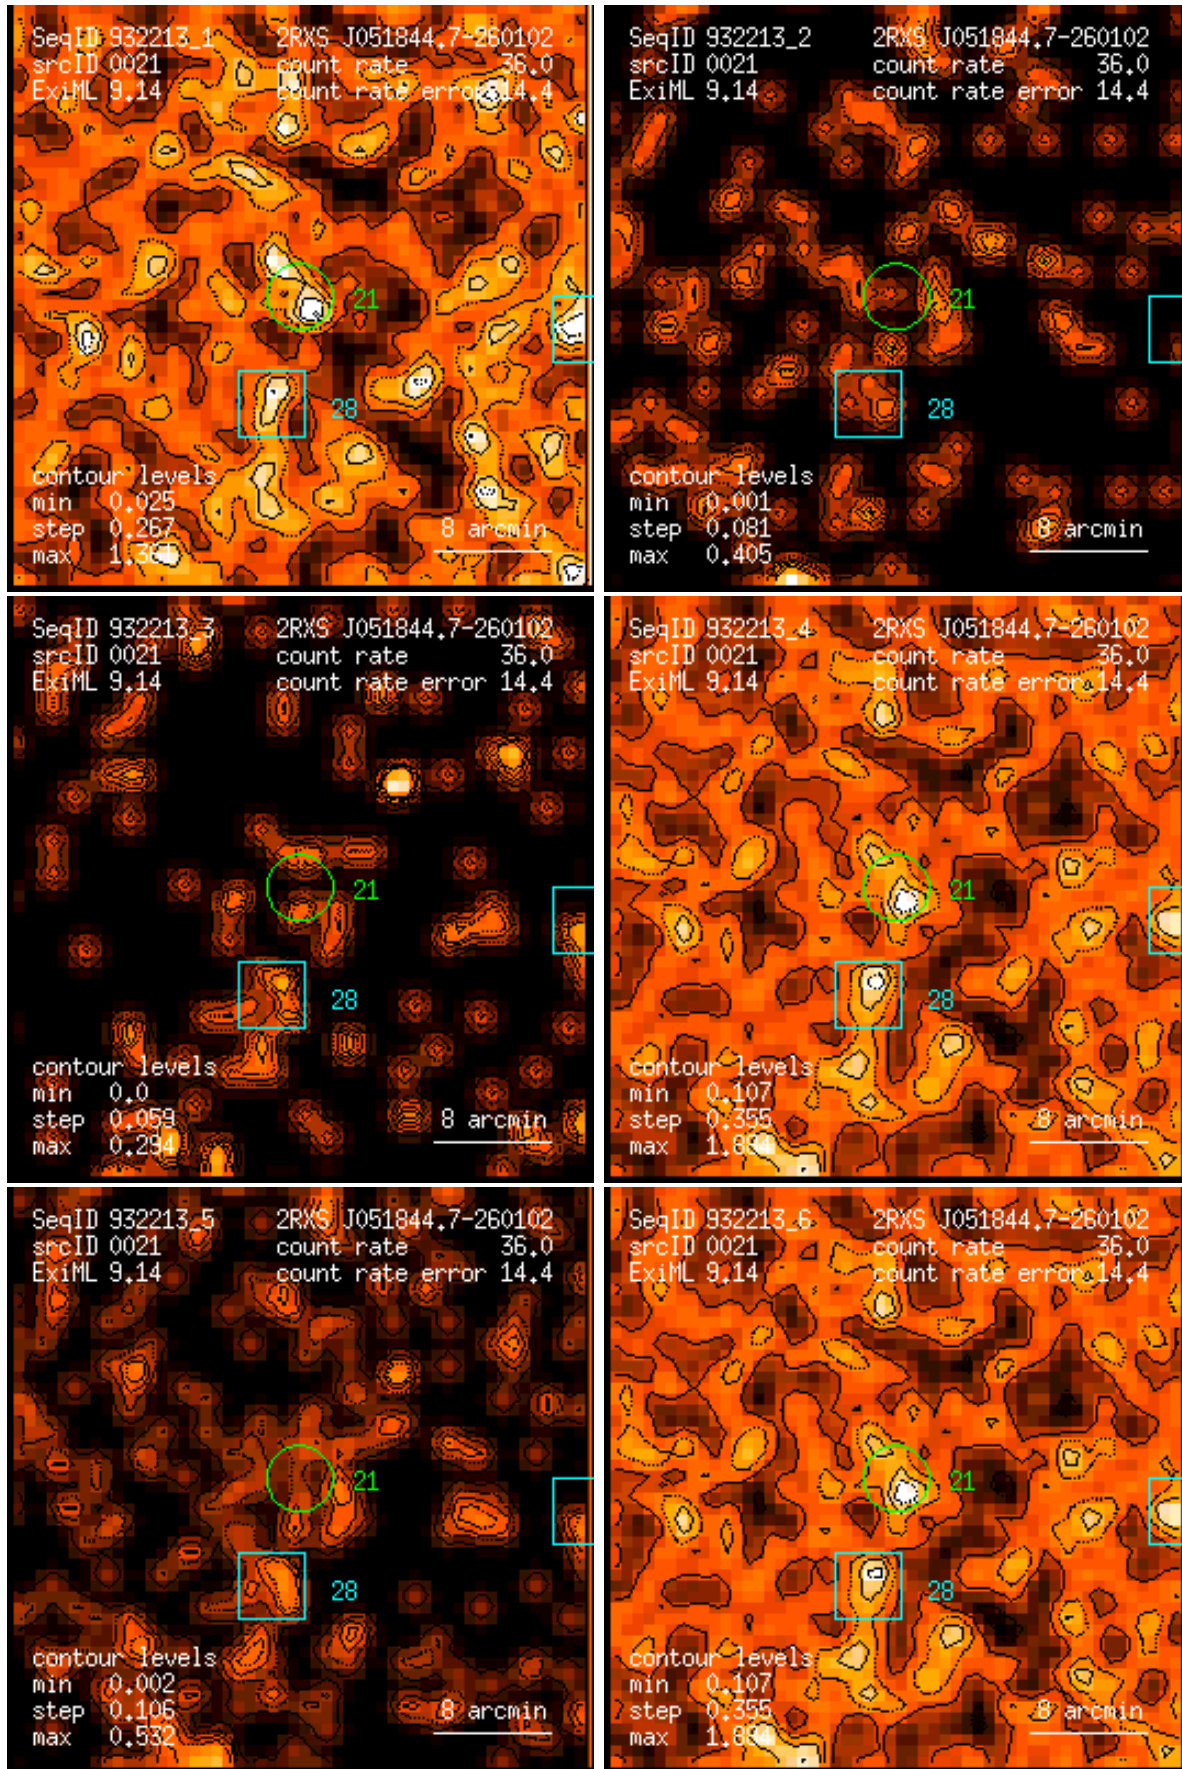 SeqID 932213_1 2RXS J051844.7-260102
srcID 0021 count rate 36.0
ExiML 9.14 count rate error 14.4
21
28
contour levels
min 0.025
step 0.267
max
8 arcmin
SeqID 932213_2 2RXS J051844.7-260102
srcID 0021 count rate 36.0
ExiML 9.14 count rate error 14.4
21
28
contour levels
min 0.001
step 0.081
max 0.405
8 arcmin
SeqID 932213_3 2RXS J051844.7-260102
srcID 0021 count rate 36.0
ExiML 9.14 count rate error 14.4
21
28
contour levels
min 0.0
step 0.059
max 0.294
8 arcmin
SeqID 932213_4 2RXS J051844.7-260102
srcID 0021 count rate 36.0
ExiML 9.14 count rate error 14.4
21
28
contour levels
min 0.107
step 0.355
max 1.884
8 arcmin
SeqID 932213_5 2RXS J051844.7-260102
srcID 0021 count rate 36.0
ExiML 9.14 count rate error 14.4
21
28
contour levels
min 0.002
step 0.106
max 0.532
8 arcmin
SeqID 932213_6 2RXS J051844.7-260102
srcID 0021 count rate 36.0
ExiML 9.14 count rate error 14.4
21
28
contour levels
min 0.107
step 0.355
max 1.884
8 arcmin